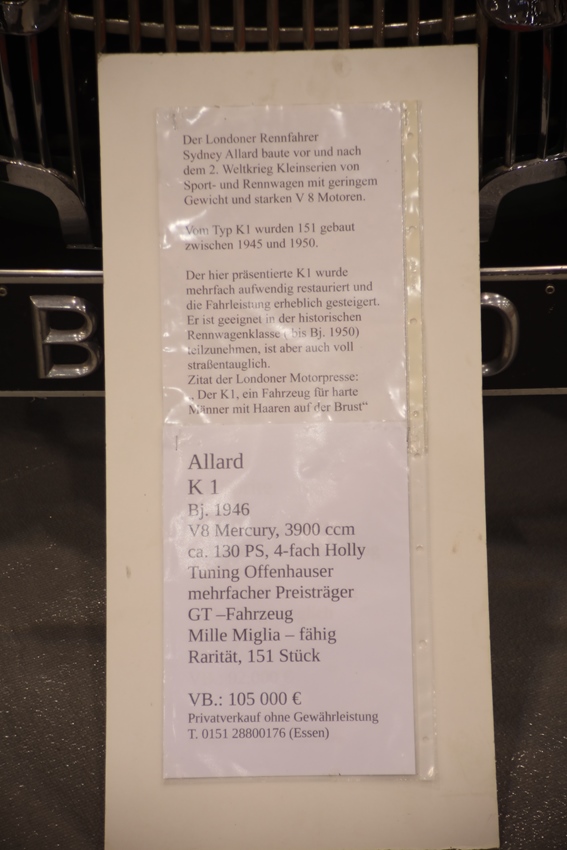 Der Londoner Rennfahrer
Sydney Allard baute vor und nach
dem 2. Weltkrieg Kleinserien von
Sport- und Rennwagen mit geringem
Gewicht und starken V 8 Motoren.
Vom Typ K1 wurden 151 gebaut
zwischen 1945 und 1950.
Der hier präsentierte K1 wurde
mehrfach aufwendig restauriert und
die Fahrleistung erheblich gesteigert.
Er ist geeignet in der historischen
Rennwagenklasse ( bis Bj. 1950)
teilzunehmen, ist aber auch voll
straßentauglich.
Zitat der Londoner Motorpresse:
„ Der K1, ein Fahrzeug für harte
Männer mit Haaren auf der Brust“
B D
Allard
K 1
Bj. 1946
V8 Mercury, 3900 ccm
ca. 130 PS, 4-fach Holly
Tuning Offenhauser
mehrfacher Preisträger
GT –Fahrzeug
Mille Miglia – fähig
Rarität, 151 Stück
VB.: 105 000 €
Privatverkauf ohne Gewährleistung
T. 0151 28800176 (Essen)